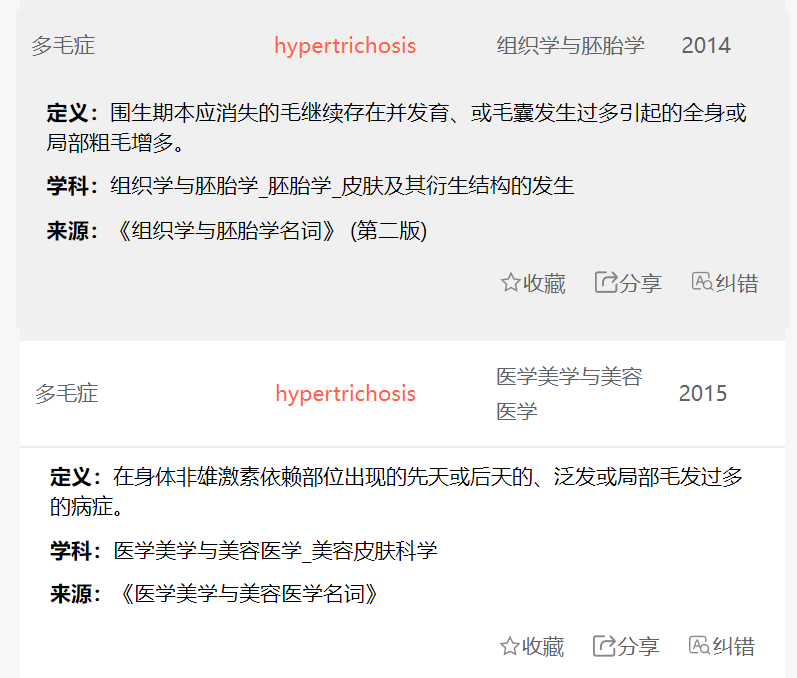 多毛症 hypertrichosis 组织学与胚胎学 2014
定义：围生期本应消失的毛继续存在并发育、或毛囊发生过多引起的全身或
局部粗毛增多。
学科：组织学与胚胎学_胚胎学_皮肤及其衍生结构的发生
来源：《组织学与胚胎学名词》 (第二版)
收藏 分享 纠错
多毛症 hypertrichosis 医学美学与美容
医学 2015
定义：在身体非雄激素依赖部位出现的先天或后天的、泛发或局部毛发过多
的病症。
学科：医学美学与美容医学_美容皮肤科学
来源：《医学美学与美容医学名词》
收藏 分享 纠错